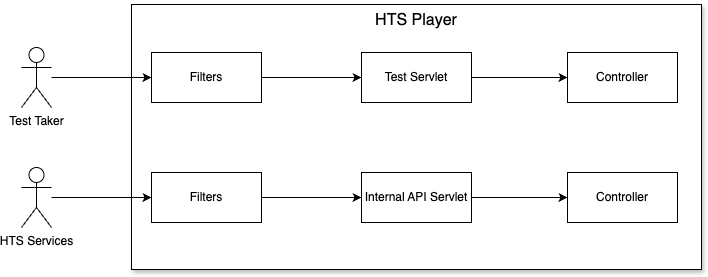 HTS Player
Filters
Test Servlet
Controller
Test Taker
Filters
Internal API Servlet
Controller
HTS Services